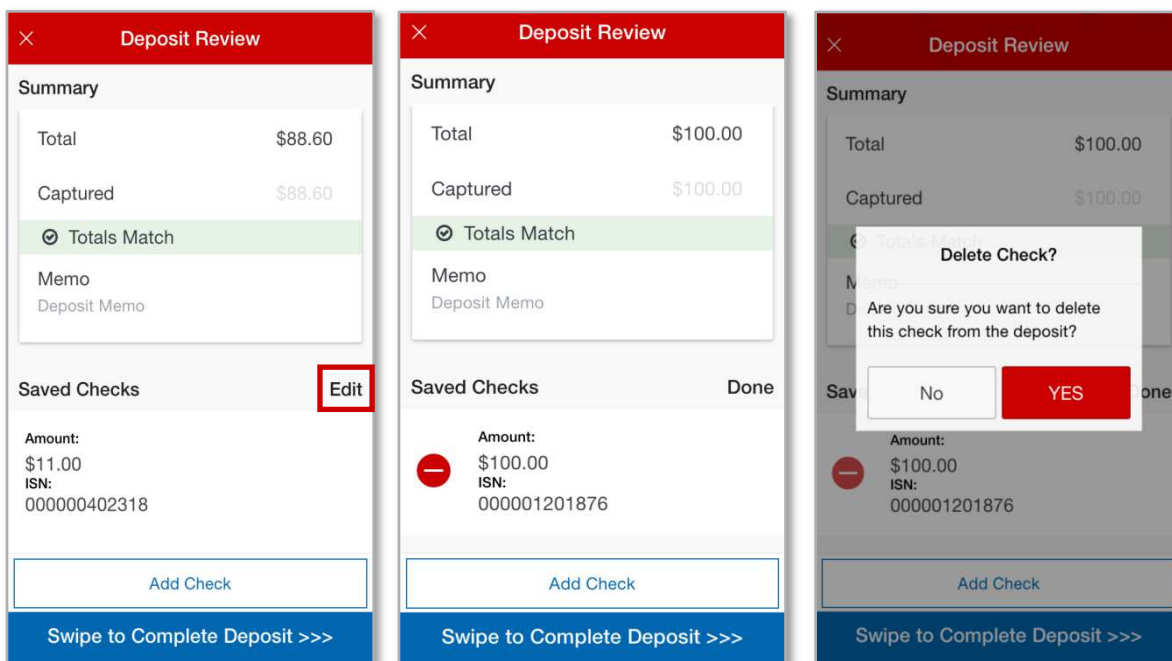 Deposit Review
Summary
Total $88.60
Captured $88.60
Totals Match
Memo
Deposit Memo
Saved Checks Edit
Amount:
$11.00
ISN:
000000402318
Add Check
Swipe to Complete Deposit >>>
Deposit Review
Summary
Total $100.00
Captured $100.00
Totals Match
Memo
Deposit Memo
Saved Checks Done
Amount:
$100.00
ISN:
000001201876
Add Check
Swipe to Complete Deposit >>>
Deposit Review
Summary
Total $100.00
Captured $100.00
Totals Match
Delete Check?
Are you sure you want to delete
this check from the deposit?
No YES
Amount:
$100.00
ISN:
000001201876
Add Check
Swipe to Complete Deposit >>>